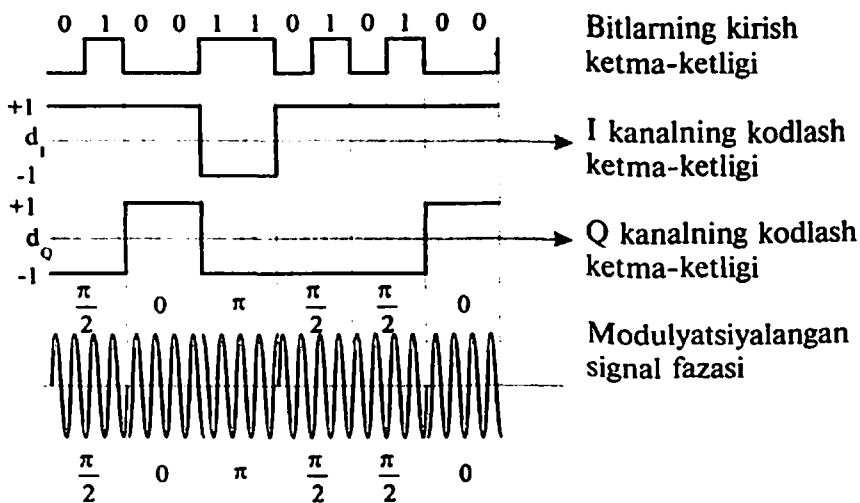 0 1 0 0 1 1 0 1 0 1 0 0
Bitlarning kirish
ketma-ketligi
+1
d_I
-1
I kanalning kodlash
ketma-ketligi
+1
d_Q
-1
Q kanalning kodlash
ketma-ketligi
π/2 0 π π/2 π/2 0
Modulyatsiyalangan
signal fazasi
π/2 0 π π/2 π/2 0